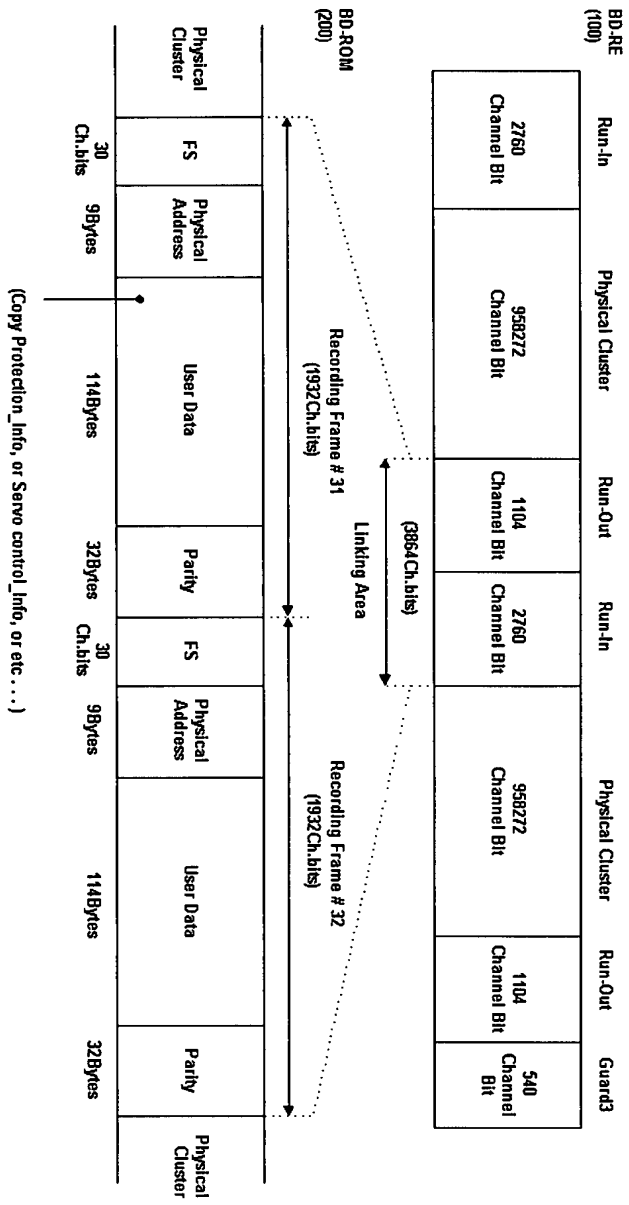 BD-RE
(100)
Run-In
Physical Cluster
Run-Out
Run-In
Physical Cluster
Run-Out
Guard3
2760
Channel Bit
958272
Channel Bit
1104
Channel Bit
2760
Channel Bit
958272
Channel Bit
1104
Channel Bit
540
Channel
Bit
(3864Ch.bits)
Linking Area
BD-ROM
(200)
Recording Frame # 31
(1932Ch.bits)
Recording Frame # 32
(1932Ch.bits)
Physical
Cluster
FS
Physical
Address
User Data
Parity
FS
Physical
Address
User Data
Parity
Physical
Cluster
30
Ch.bits
9Bytes
114Bytes
32Bytes
30
Ch.bits
9Bytes
114Bytes
32Bytes
(Copy Protection_Info, or Servo control_Info, or etc . . . )